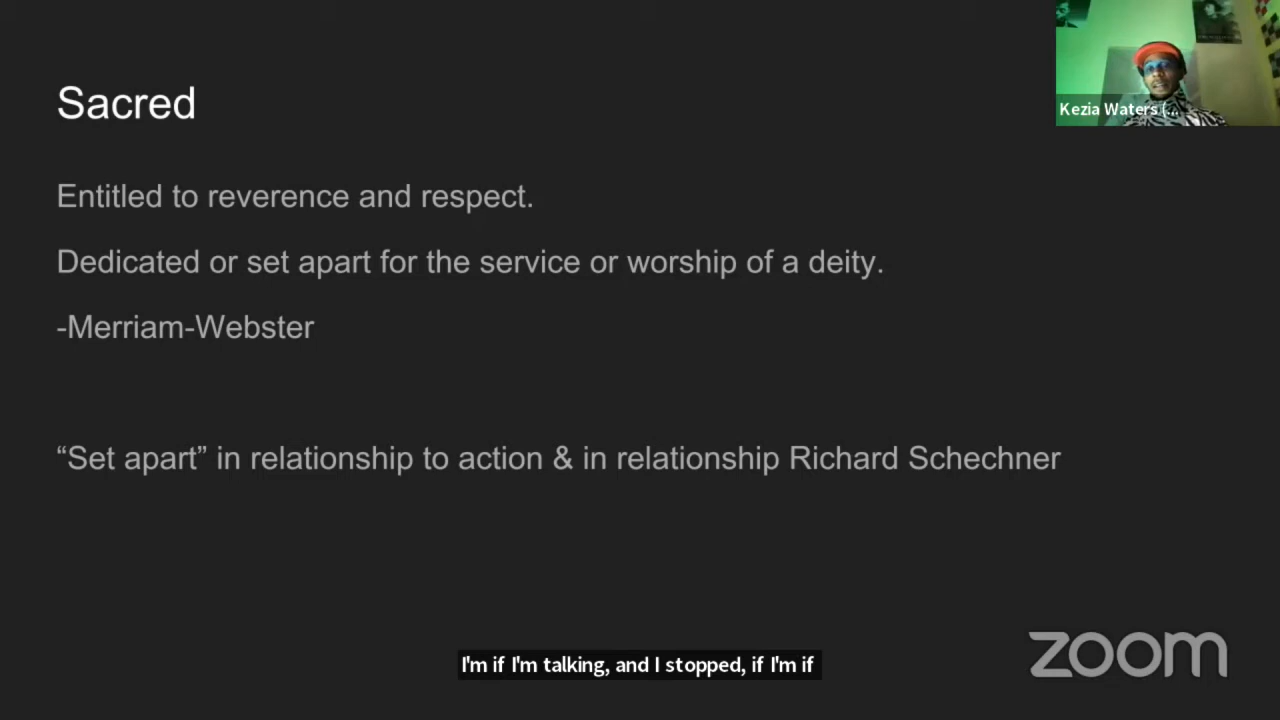 Sacred
Kezia Waters (...
Entitled to reverence and respect.
Dedicated or set apart for the service or worship of a deity.
-Merriam-Webster
“Set apart” in relationship to action & in relationship Richard Schechner
I'm if I'm talking, and I stopped, if I'm if
zoom